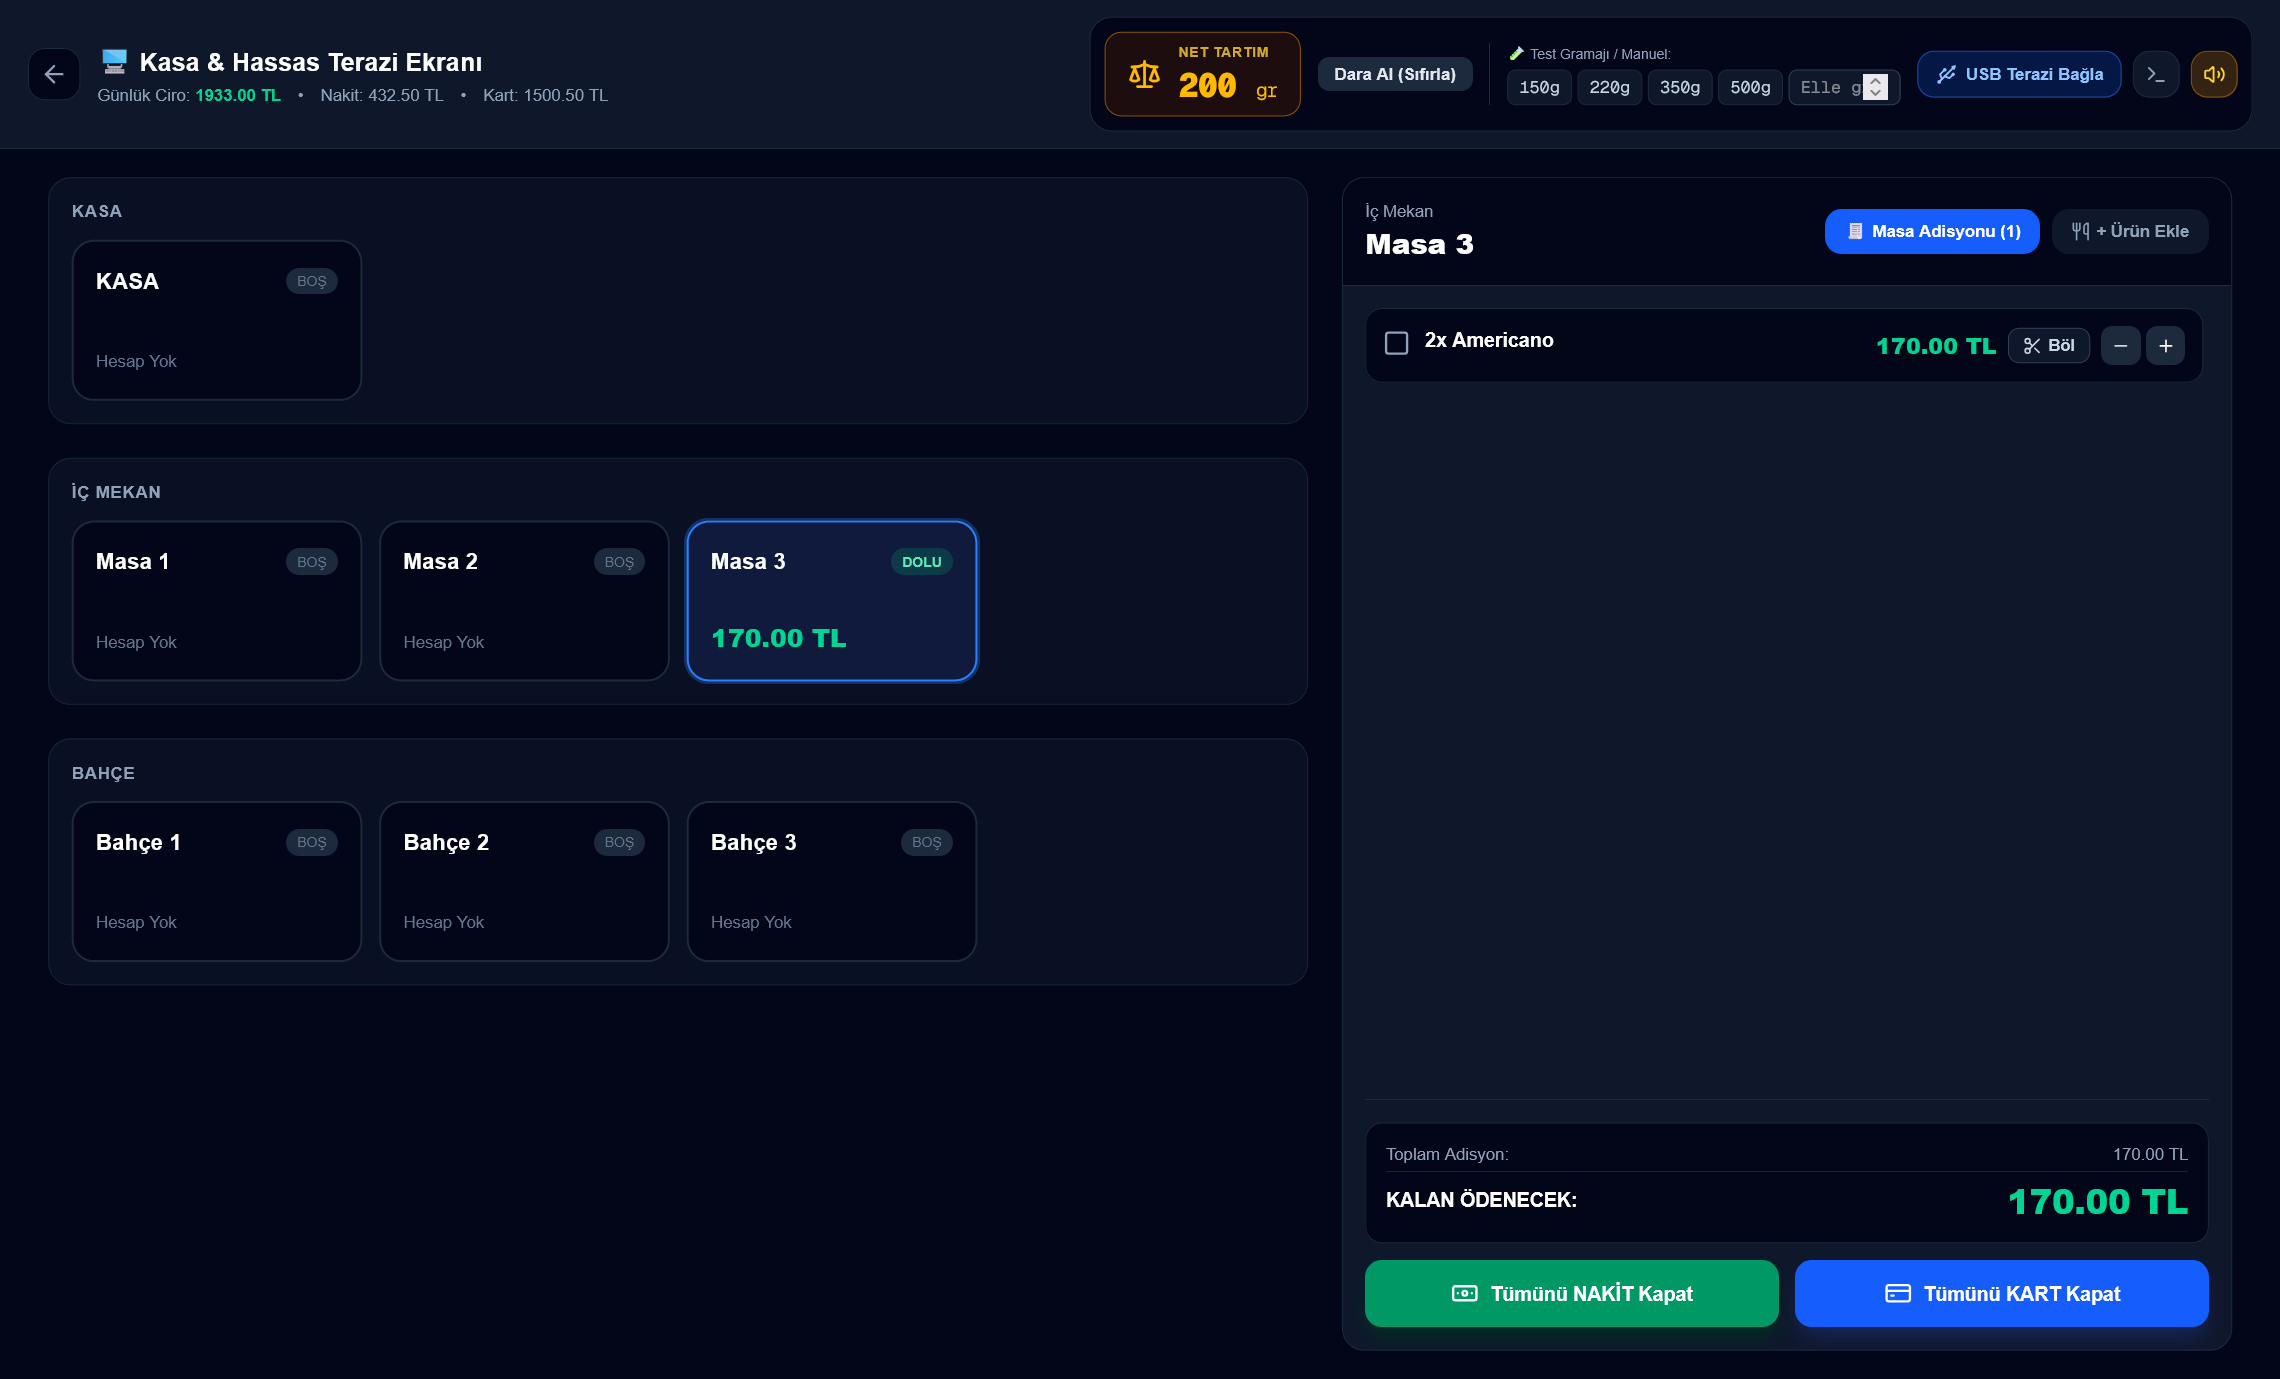 Kasa & Hassas Terazi Ekranı
Günlük Ciro: 1933.00 TL • Nakit: 432.50 TL • Kart: 1500.50 TL
NET TARTIM
200 gr
Dara Al (Sıfırla)
Test Gramajı / Manuel:
150g 220g 350g 500g Elle g
USB Terazi Bağla
KASA
KASA BOŞ
Hesap Yok
İÇ MEKAN
Masa 1 BOŞ
Hesap Yok
Masa 2 BOŞ
Hesap Yok
Masa 3 DOLU
170.00 TL
BAHÇE
Bahçe 1 BOŞ
Hesap Yok
Bahçe 2 BOŞ
Hesap Yok
Bahçe 3 BOŞ
Hesap Yok
İç Mekan
Masa 3
Masa Adisyonu (1)
+ Ürün Ekle
2x Americano 170.00 TL Böl − +
Toplam Adisyon: 170.00 TL
KALAN ÖDENECEK: 170.00 TL
Tümünü NAKİT Kapat
Tümünü KART Kapat